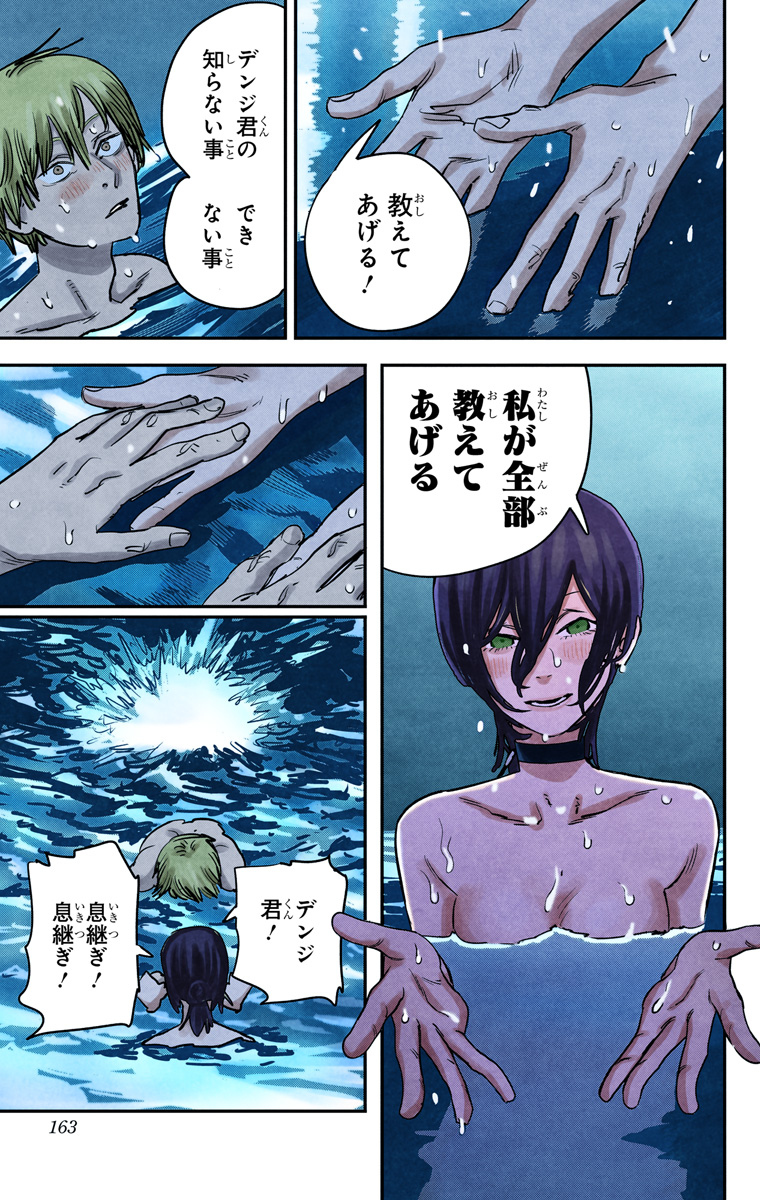 教えて
あげる！
デンジ君の
知らない事
でき
ない事
私が全部
教えて
あげる
デンジ
君！
息継ぎ！
息継ぎ！
163